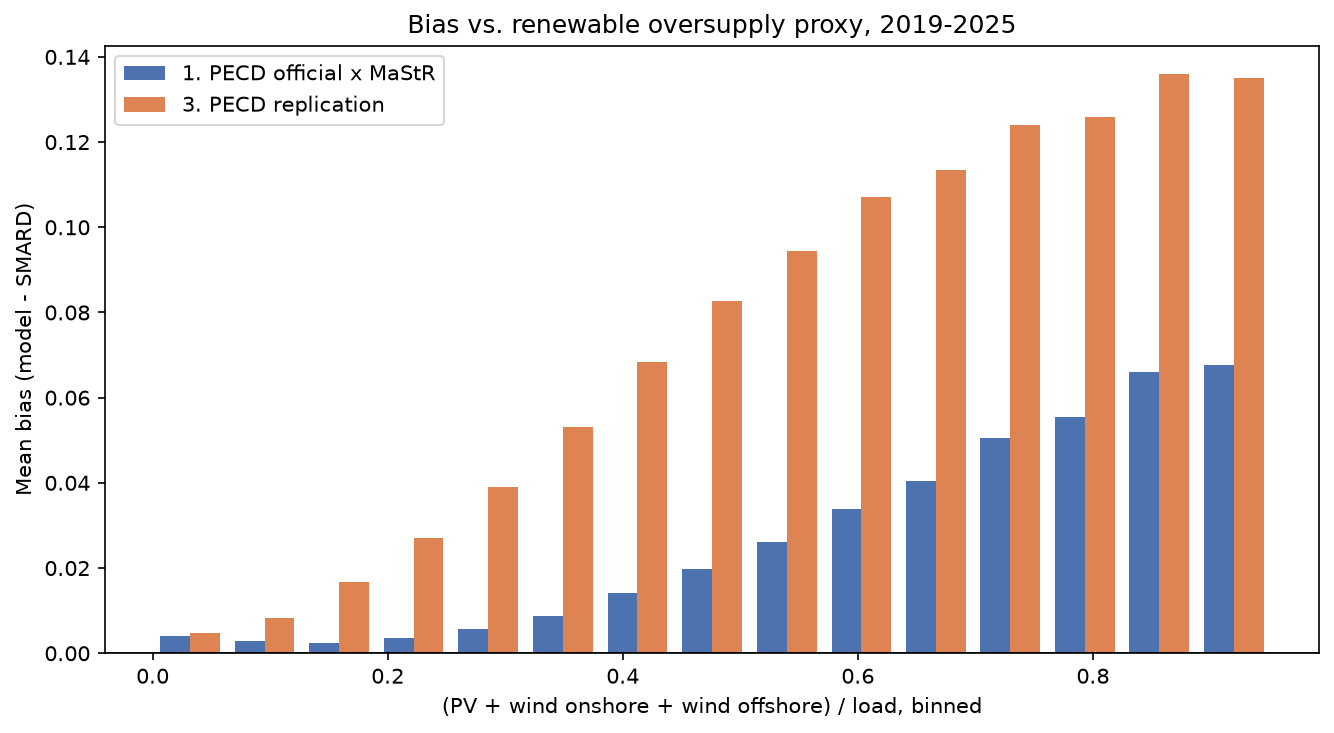 Bias vs. renewable oversupply proxy, 2019-2025
1. PECD official x MaStR
3. PECD replication
0.14
0.12
0.10
0.08
0.06
0.04
0.02
0.00
Mean bias (model - SMARD)
0.0 0.2 0.4 0.6 0.8
(PV + wind onshore + wind offshore) / load, binned